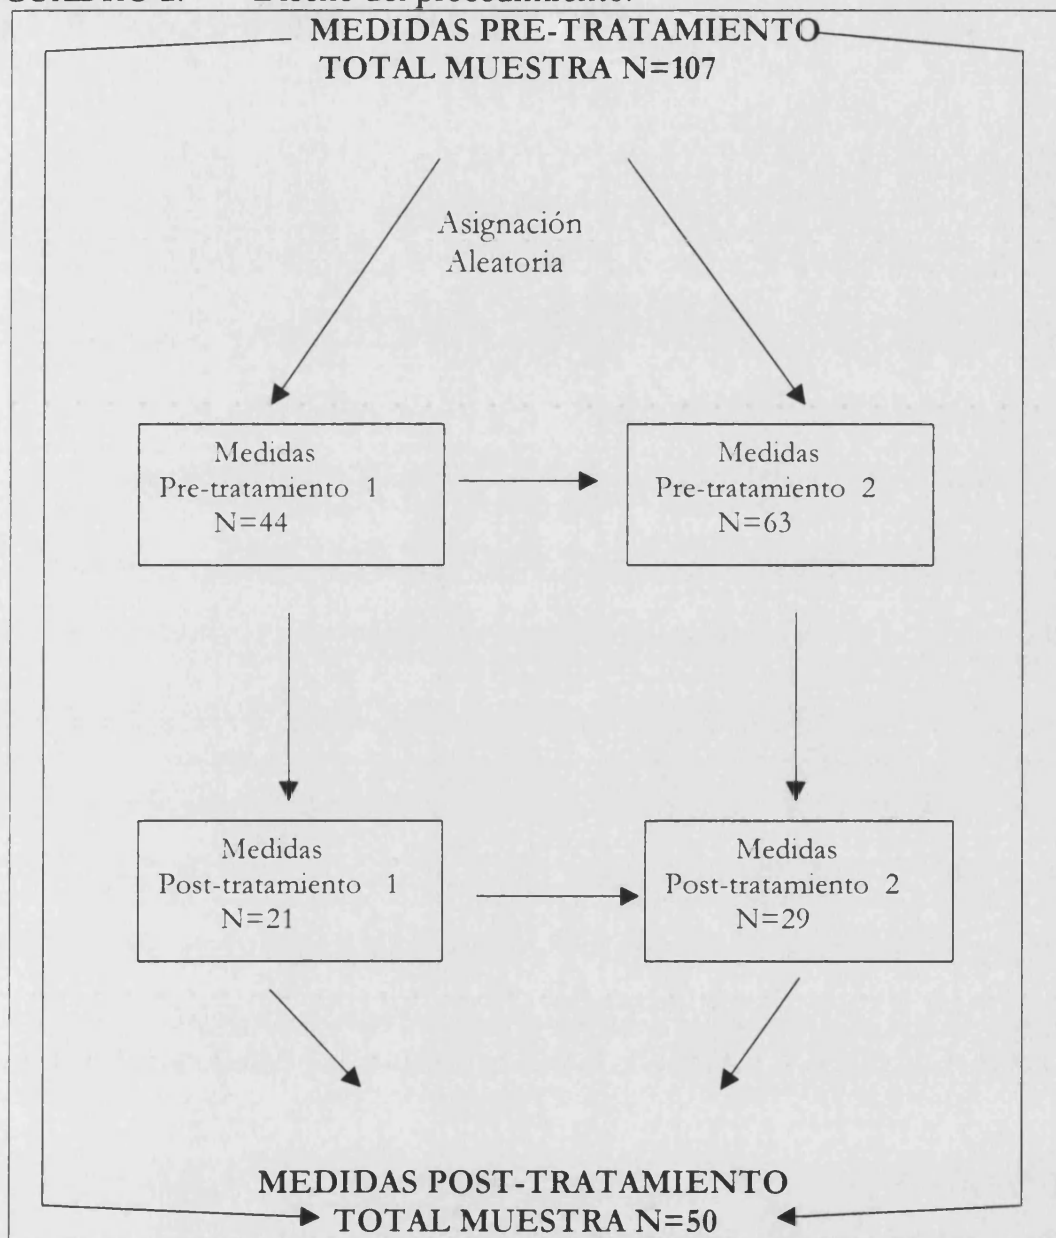 MEDIDAS PRE-TRATAMIENTO
TOTAL MUESTRA N=107
Asignación
Aleatoria
Medidas
Pre-tratamiento 1
N=44
Medidas
Pre-tratamiento 2
N=63
Medidas
Post-tratamiento 1
N=21
Medidas
Post-tratamiento 2
N=29
MEDIDAS POST-TRATAMIENTO
TOTAL MUESTRA N=50